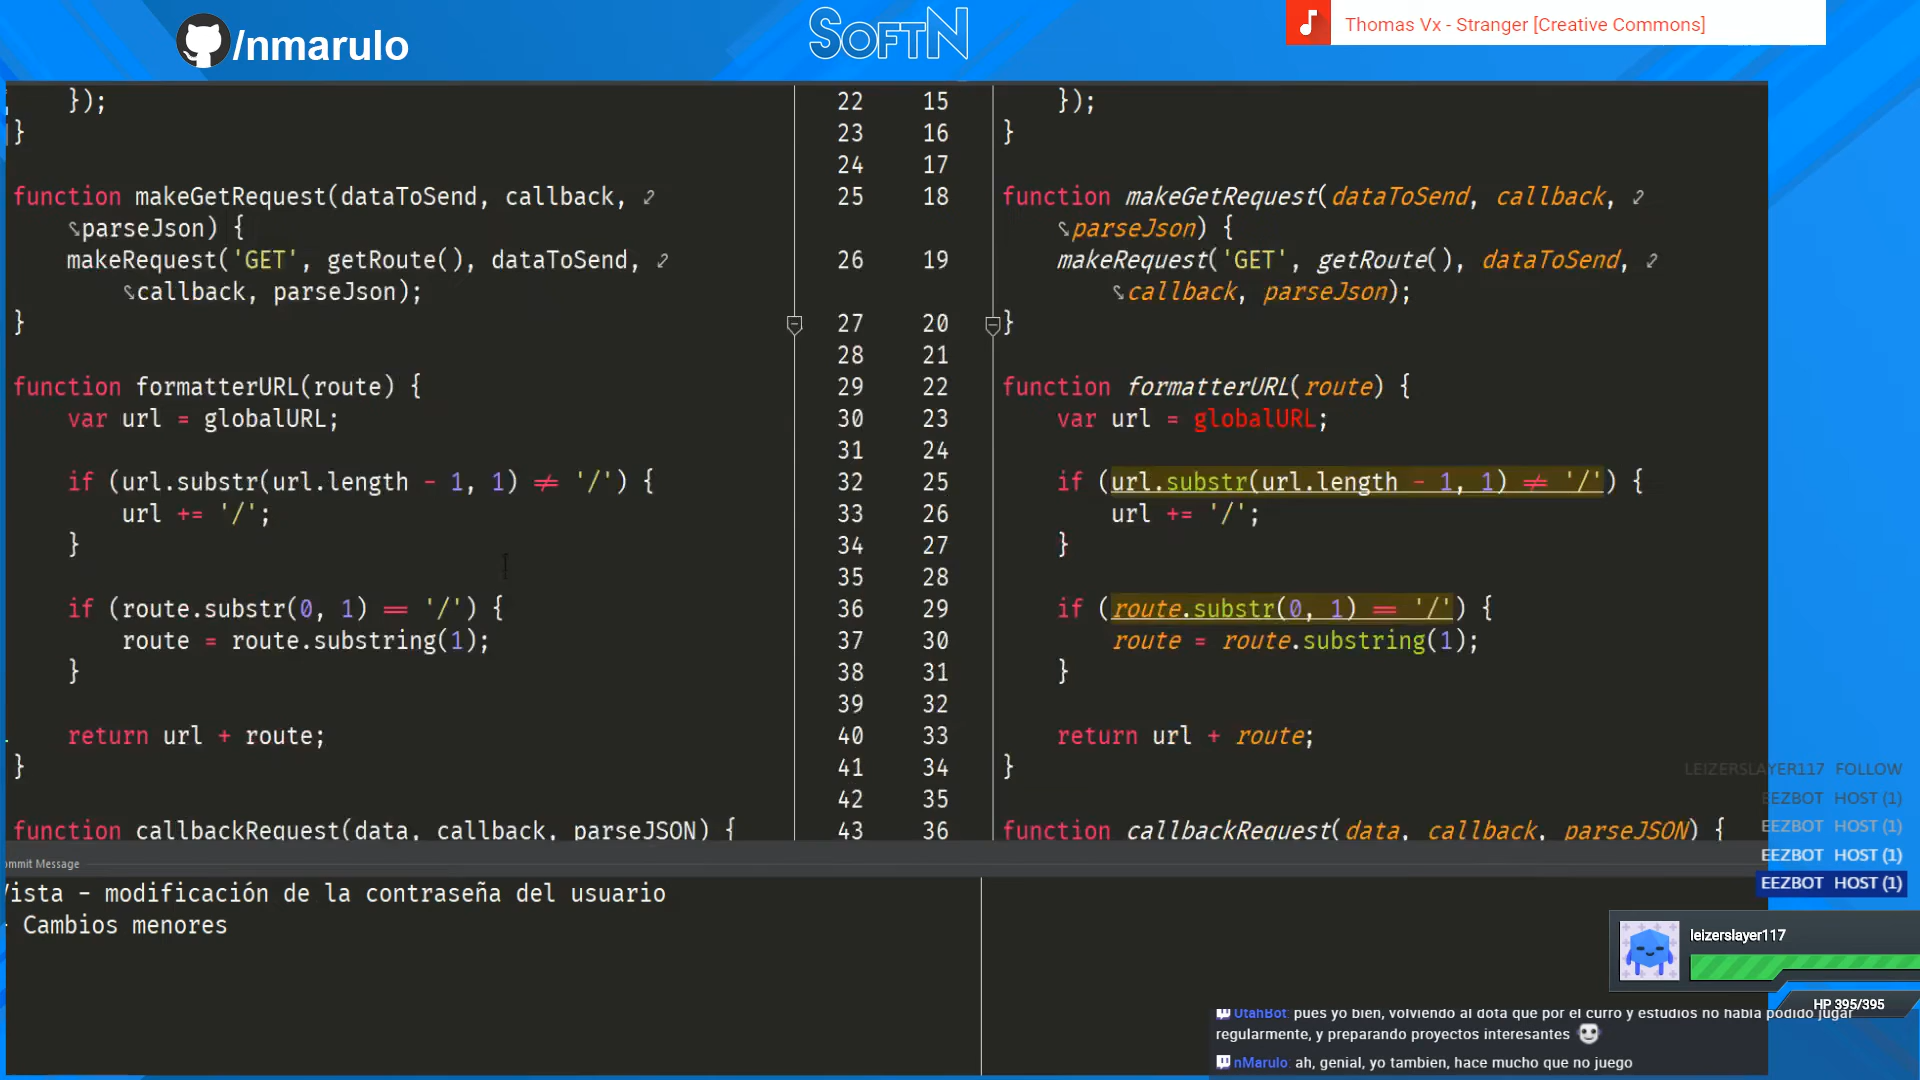 /nmarulo
SOFTN
Thomas Vx - Stranger [Creative Commons]
});
}
function makeGetRequest(dataToSend, callback,
parseJson) {
makeRequest('GET', getRoute(), dataToSend,
callback, parseJson);
}
function formatterURL(route) {
var url = globalURL;
if (url.substr(url.length - 1, 1) ≠ '/') {
url += '/';
}
if (route.substr(0, 1) == '/') {
route = route.substring(1);
}
return url + route;
}
function callbackRequest(data, callback, parseJSON) {
22 15
23 16
24 17
25 18
26 19
27 20
28 21
29 22
30 23
31 24
32 25
33 26
34 27
35 28
36 29
37 30
38 31
39 32
40 33
41 34
42 35
43 36
});
}
function makeGetRequest(dataToSend, callback,
parseJson) {
makeRequest('GET', getRoute(), dataToSend,
callback, parseJson);
}
function formatterURL(route) {
var url = globalURL;
if (url.substr(url.length - 1, 1) ≠ '/') {
url += '/';
}
if (route.substr(0, 1) == '/') {
route = route.substring(1);
}
return url + route;
}
function callbackRequest(data, callback, parseJSON) {
ommit Message
Vista - modificación de la contraseña del usuario
Cambios menores
LEIZERSLAYER117 FOLLOW
EEZBOT HOST (1)
EEZBOT HOST (1)
EEZBOT HOST (1)
EEZBOT HOST (1)
leizerslayer117
HP 395/395
UtahBot: pues yo bien, volviendo al dota que por el curro y estudios no habia podido jugar
regularmente, y preparando proyectos interesantes
nMarulo: ah, genial, yo tambien, hace mucho que no juego